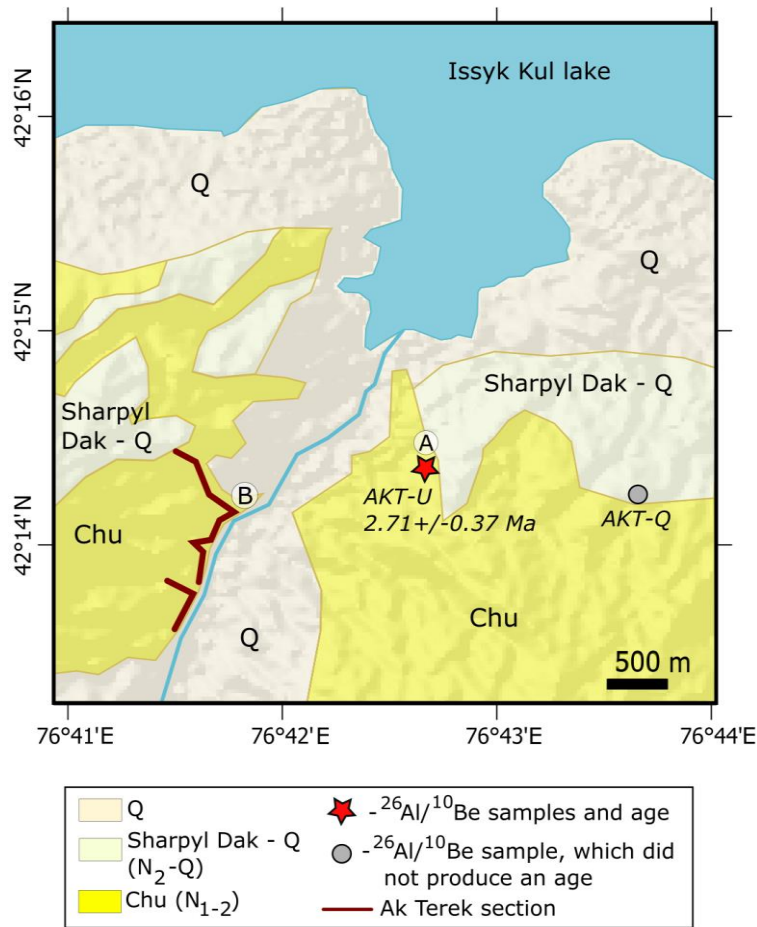 Issyk Kul lake
42°16'N
Q
Q
42°15'N
Sharpyl Dak - Q
Sharpyl
Dak - Q
A
B
AKT-U
2.71+/-0.37 Ma
AKT-Q
Chu
42°14'N
Chu
Q
500 m
76°41'E
76°42'E
76°43'E
76°44'E
Q
Sharpyl Dak - Q
(N₂-Q)
Chu (N₁₋₂)
-²⁶Al/¹⁰Be samples and age
-²⁶Al/¹⁰Be sample, which did
not produce an age
Ak Terek section